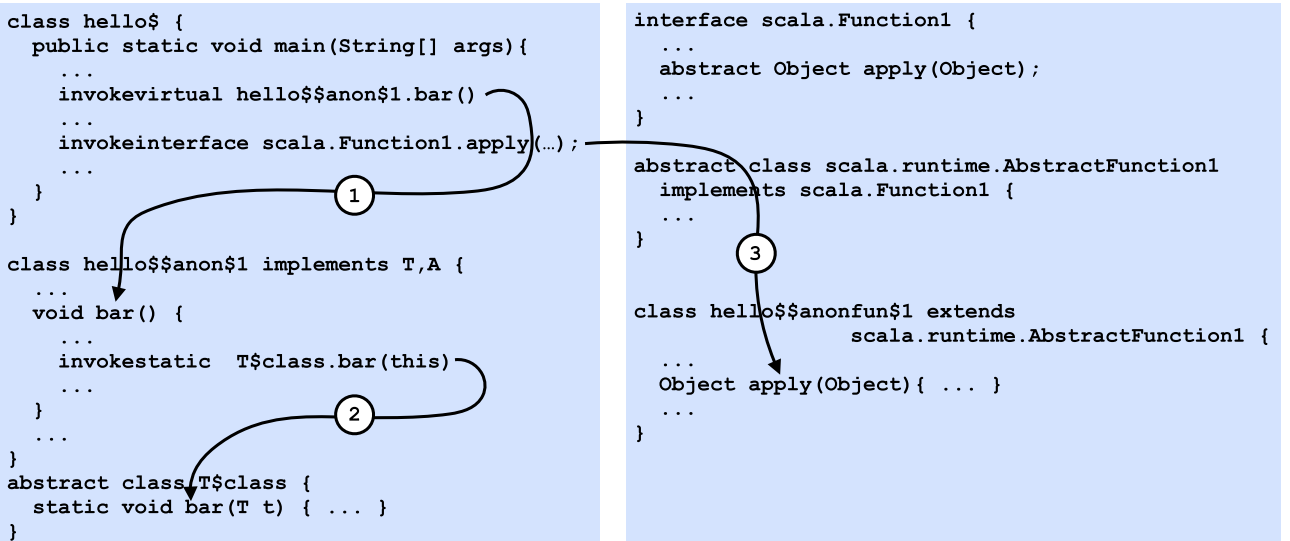 class hello$ {
  public static void main(String[] args){
    ...
    invokevirtual hello$$anon$1.bar()
    ...
    invokeinterface scala.Function1.apply(…);
    ...
  }
}
1
class hello$$anon$1 implements T,A {
  ...
  void bar() {
    ...
    invokestatic  T$class.bar(this)
    ...
  }
  ...
}
2
abstract class T$class {
  static void bar(T t) { ... }
}
interface scala.Function1 {
  ...
  abstract Object apply(Object);
  ...
}
abstract class scala.runtime.AbstractFunction1
  implements scala.Function1 {
  ...
}
3
class hello$$anonfun$1 extends
                 scala.runtime.AbstractFunction1 {
  ...
  Object apply(Object){ ... }
  ...
}